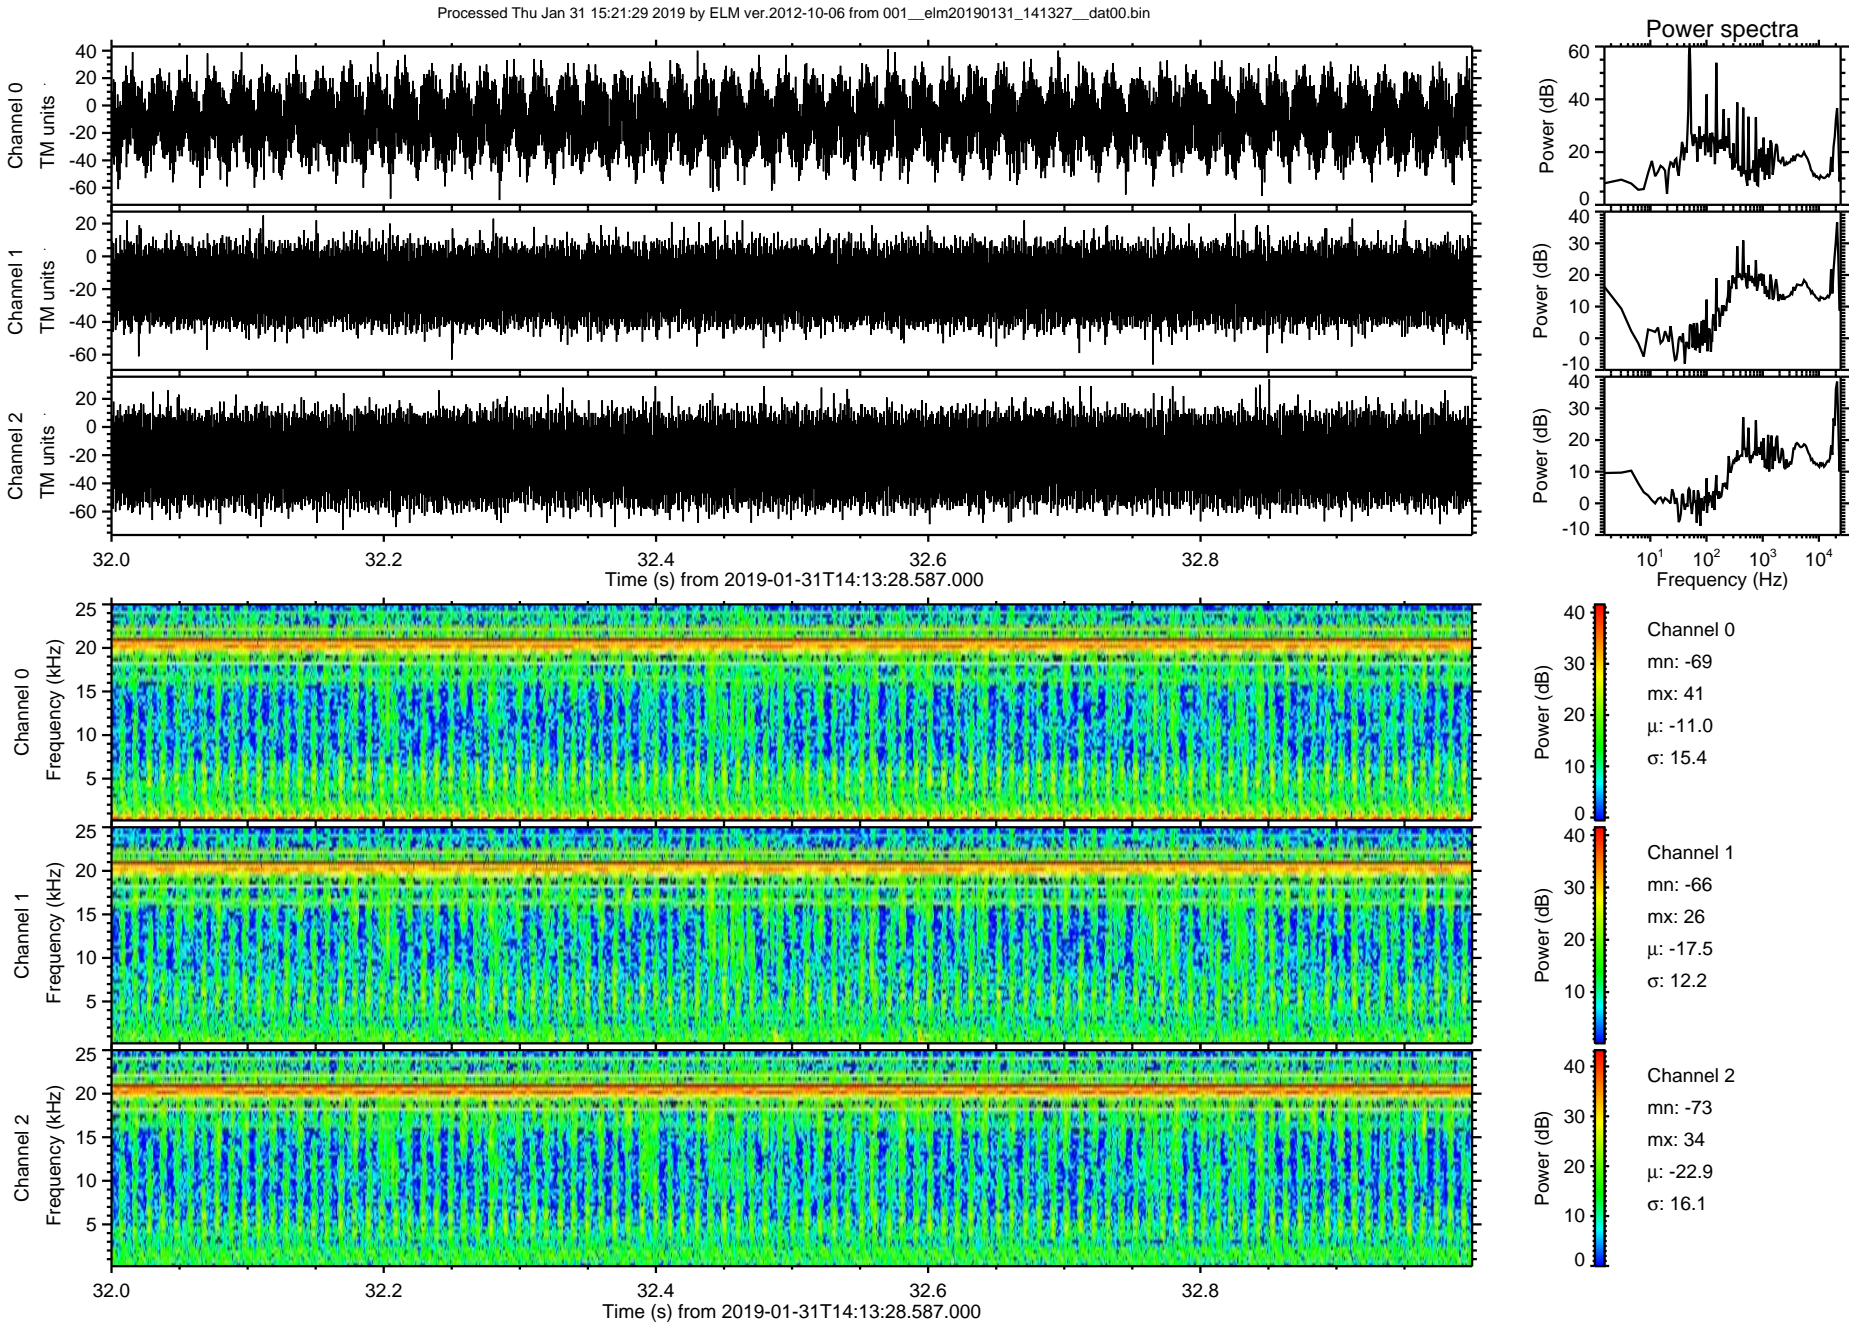 Processed Thu Jan 31 15:21:29 2019 by ELM ver.2012-10-06 from 001__elm20190131_141327__dat00.bin
Power spectra
Channel 0
TM units
40
20
0
-20
-40
-60
Power (dB)
60
40
20
0
Channel 1
TM units
20
0
-20
-40
-60
Power (dB)
40
30
20
10
0
-10
Channel 2
TM units
20
0
-20
-40
-60
Power (dB)
40
30
20
10
0
-10
32.0 32.2 32.4 32.6 32.8
Time (s) from 2019-01-31T14:13:28.587.000
10¹ 10² 10³ 10⁴
Frequency (Hz)
Channel 0
Frequency (kHz)
25
20
15
10
5
Power (dB)
40
30
20
10
0
Channel 0
mn: -69
mx: 41
μ: -11.0
σ: 15.4
Channel 1
Frequency (kHz)
25
20
15
10
5
Power (dB)
40
30
20
10
Channel 1
mn: -66
mx: 26
μ: -17.5
σ: 12.2
Channel 2
Frequency (kHz)
25
20
15
10
5
Power (dB)
40
30
20
10
0
Channel 2
mn: -73
mx: 34
μ: -22.9
σ: 16.1
32.0 32.2 32.4 32.6 32.8
Time (s) from 2019-01-31T14:13:28.587.000